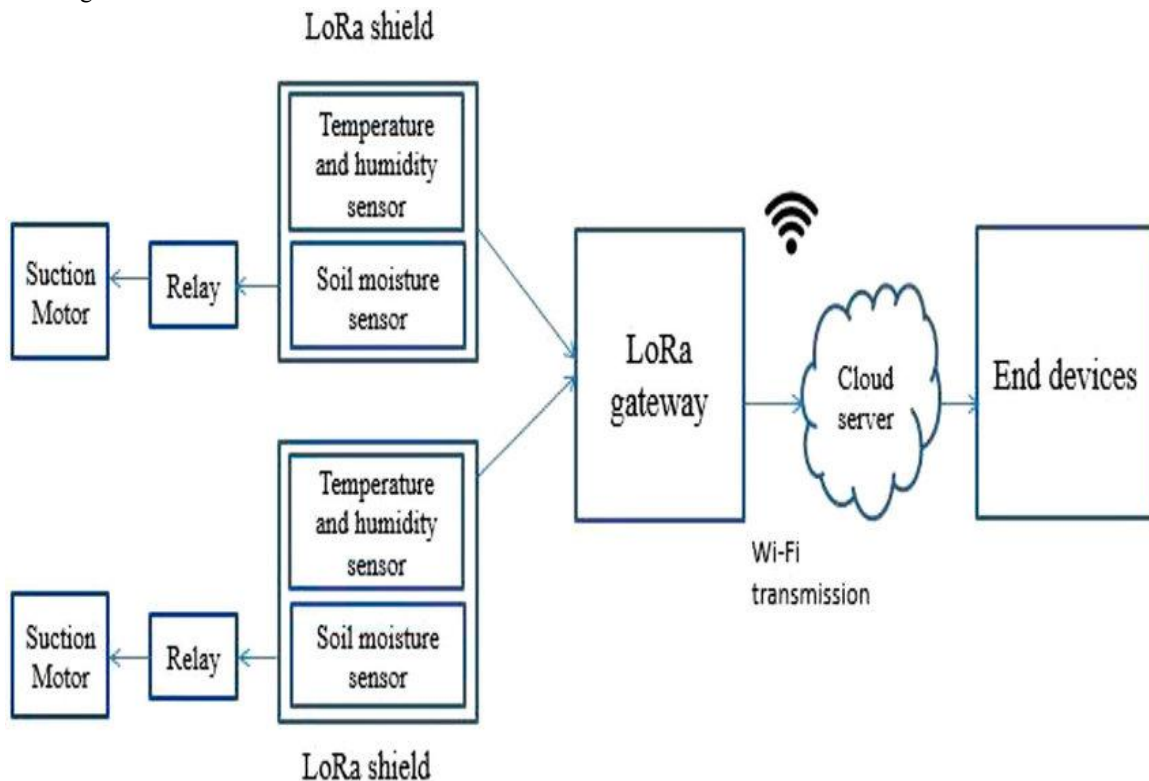 LoRa shield
Temperature
and humidity
sensor
Soil moisture
sensor
Relay
Suction
Motor
LoRa
gateway
Cloud
server
End devices
Wi-Fi
transmission
Temperature
and humidity
sensor
Soil moisture
sensor
Relay
Suction
Motor
LoRa shield